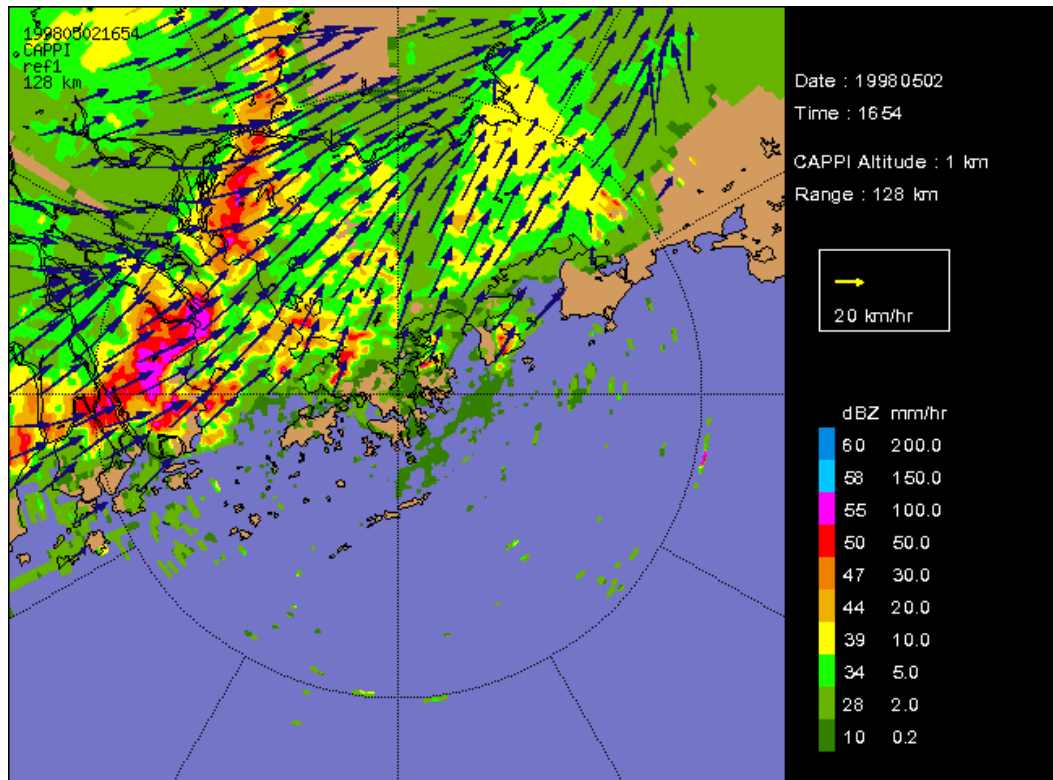 199805021654
CAPPI
ref1
128 km
Date : 19980502
Time : 1654
CAPPI Altitude : 1 km
Range : 128 km
20 km/hr
dBZ mm/hr
60 200.0
58 150.0
55 100.0
50 50.0
47 30.0
44 20.0
39 10.0
34 5.0
28 2.0
10 0.2